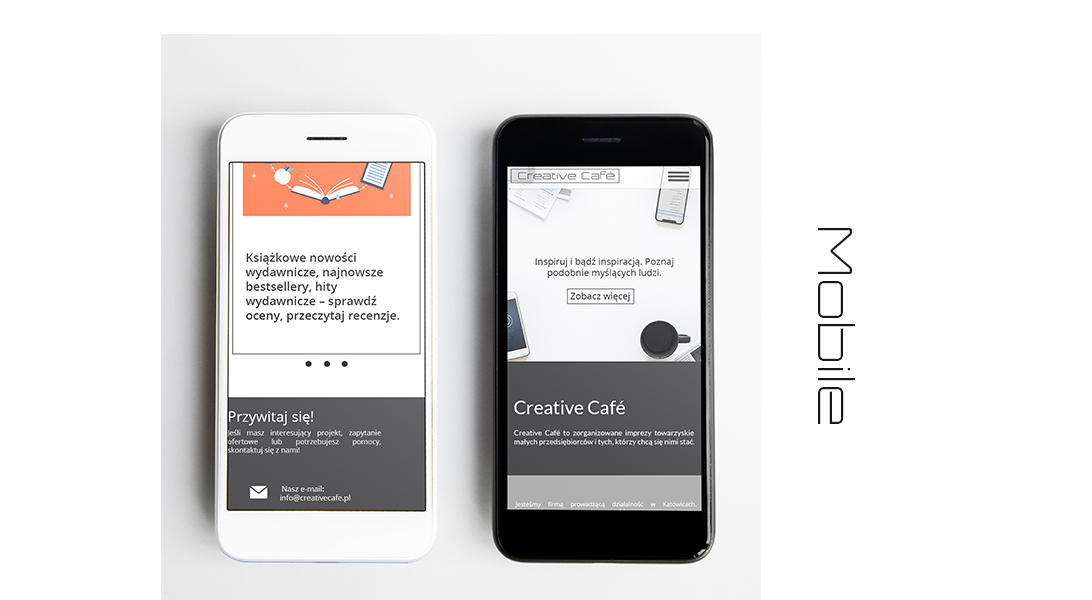 Książkowe nowości
wydawnicze, najnowsze
bestsellery, hity
wydawnicze – sprawdź
oceny, przeczytaj recenzje.
Przywitaj się!
Jeśli masz interesujący projekt, zapytanie
ofertowe lub potrzebujesz pomocy,
skontaktuj się z nami!
Nasz e-mail:
info@creativecafe.pl
Creative Café
Inspiruj i bądź inspiracją. Poznaj
podobnie myślących ludzi.
Zobacz więcej
Creative Café
Creative Café to zorganizowane imprezy towarzyskie
małych przedsiębiorców i tych, którzy chcą się nimi stać.
Jesteśmy firmą prowadzącą działalność w Katowicach.
Mobile